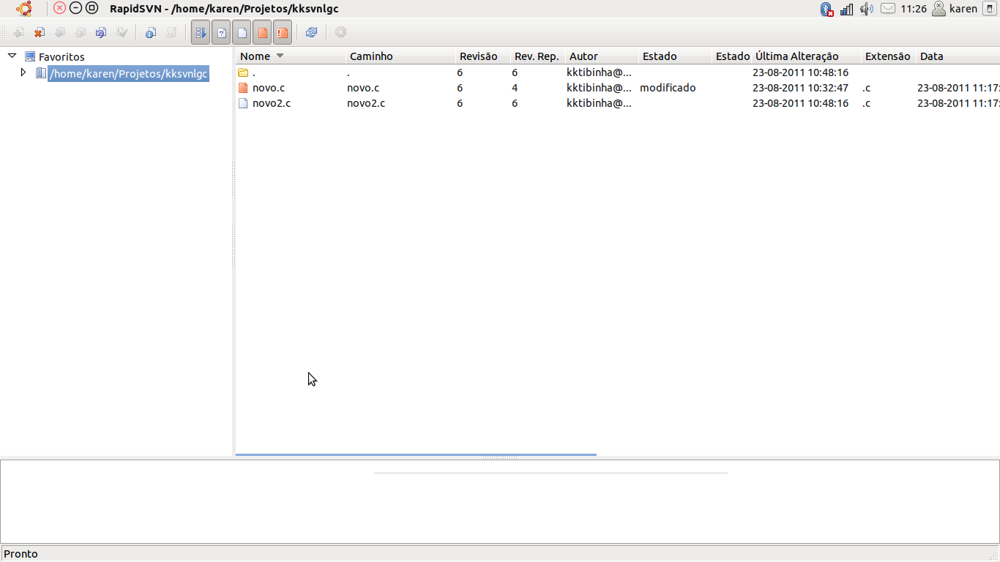 RapidSVN - /home/karen/Projetos/kksvnlgc 11:26 karen
Favoritos
/home/karen/Projetos/kksvnlgc
Nome Caminho Revisão Rev. Rep. Autor Estado Estado Última Alteração Extensão Data
. . 6 6 kktibinha@... 23-08-2011 10:48:16
novo.c novo.c 6 4 kktibinha@... modificado 23-08-2011 10:32:47 .c 23-08-2011 11:17:
novo2.c novo2.c 6 6 kktibinha@... 23-08-2011 10:48:16 .c 23-08-2011 11:17:
Pronto